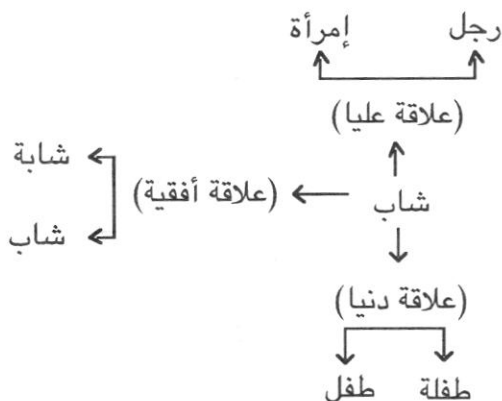 رجل إمرأة
(علاقة عليا)
شابة
شاب (علاقة أفقية)
شاب
(علاقة دنيا)
طفلة طفل